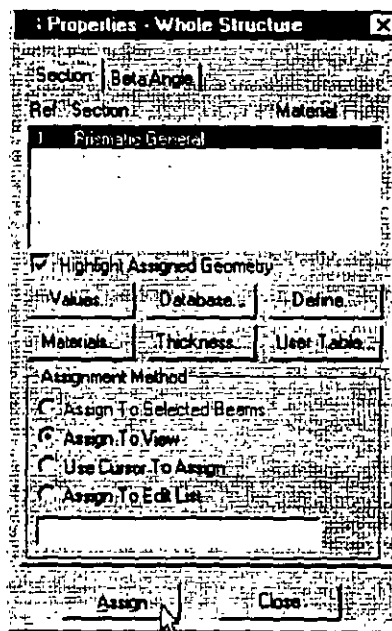 : Properties - Whole Structure
Section Beta Angle
Ref. Section Material
1 Prismatic General
Highlight Assigned Geometry
Values... Database... Define...
Materials... Thickness... User Table...
Assignment Method
Assign To Selected Beams
Assign To View
Use Cursor To Assign
Assign To Edit List
Assign Close